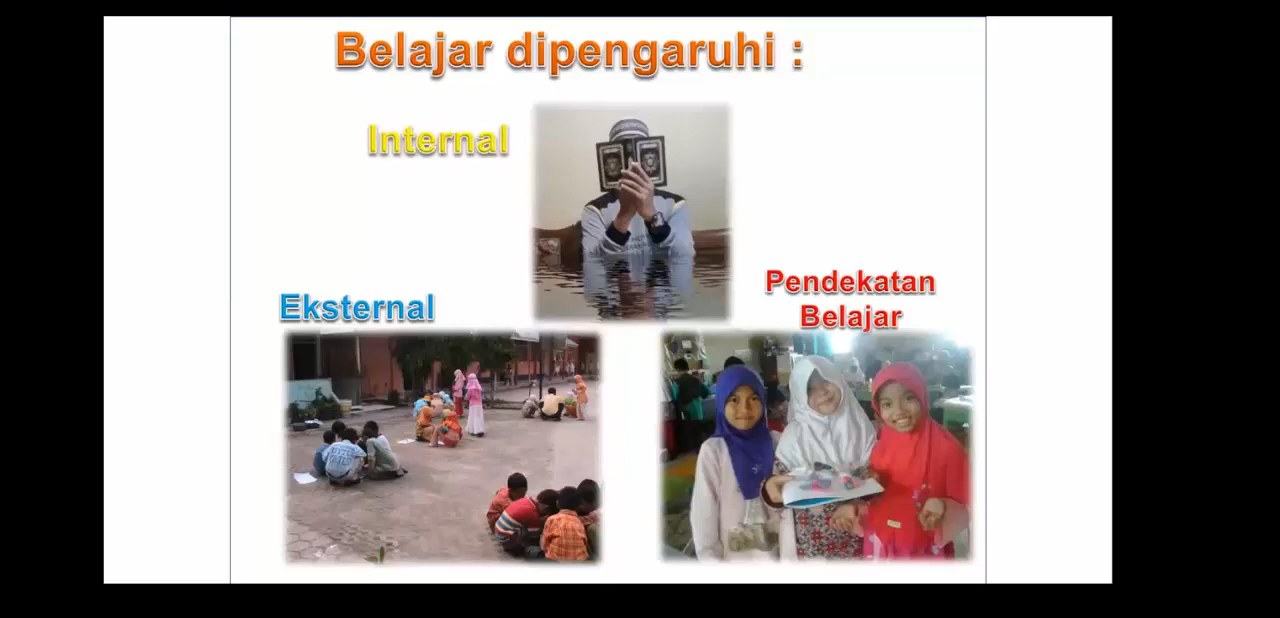 Belajar dipengaruhi :
Internal
Eksternal
Pendekatan
Belajar